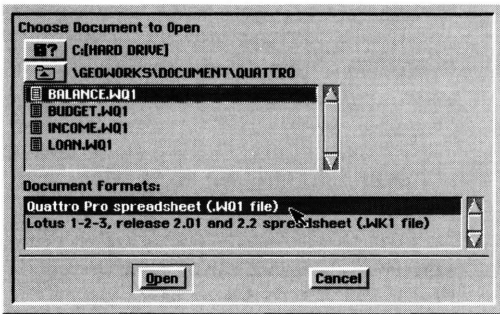 Choose Document to Open
C:[HARD DRIVE]
\GEOWORKS\DOCUMENT\QUATTRO
BALANCE.WQ1
BUDGET.WQ1
INCOME.WQ1
LOAN.WQ1
Document Formats:
Quattro Pro spreadsheet (.WQ1 file)
Lotus 1-2-3, release 2.01 and 2.2 spreadsheet (.WK1 file)
Open Cancel